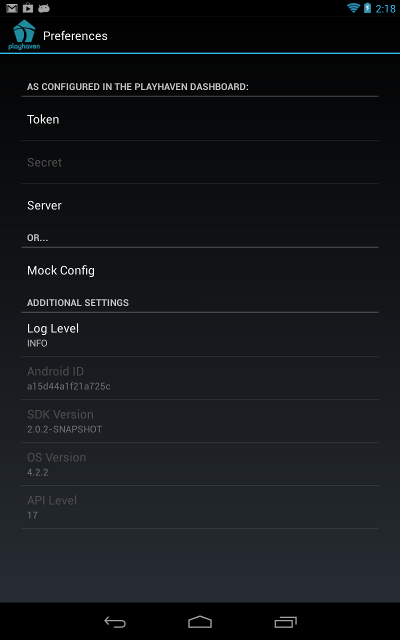 2:18
playhaven
Preferences
AS CONFIGURED IN THE PLAYHAVEN DASHBOARD:
Token
Secret
Server
OR...
Mock Config
ADDITIONAL SETTINGS
Log Level
INFO
Android ID
a15d44a1f21a725c
SDK Version
2.0.2-SNAPSHOT
OS Version
4.2.2
API Level
17